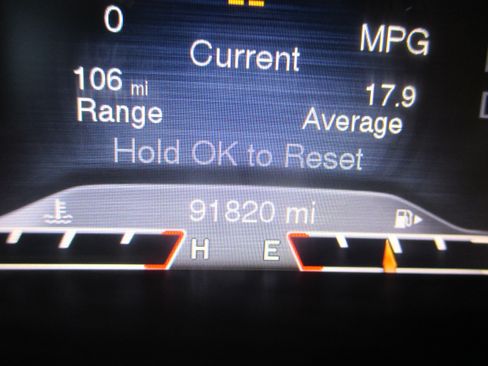 0
MPG
Current
106 mi
17.9
Range
Average
Hold OK to Reset
91820 mi
H
E